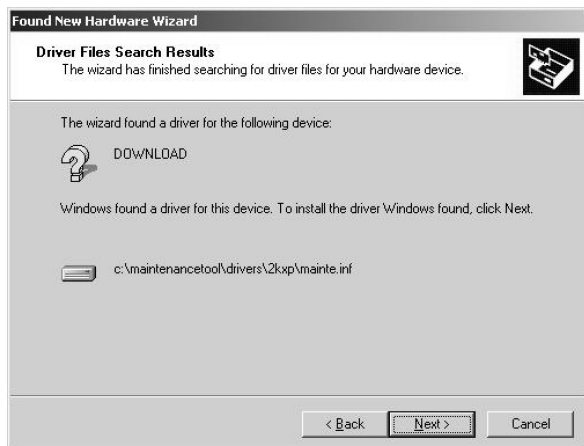 Found New Hardware Wizard
Driver Files Search Results
The wizard has finished searching for driver files for your hardware device.
The wizard found a driver for the following device:
DOWNLOAD
Windows found a driver for this device. To install the driver Windows found, click Next.
c:\maintenancetool\drivers\2kxp\mainte.inf
< Back Next > Cancel